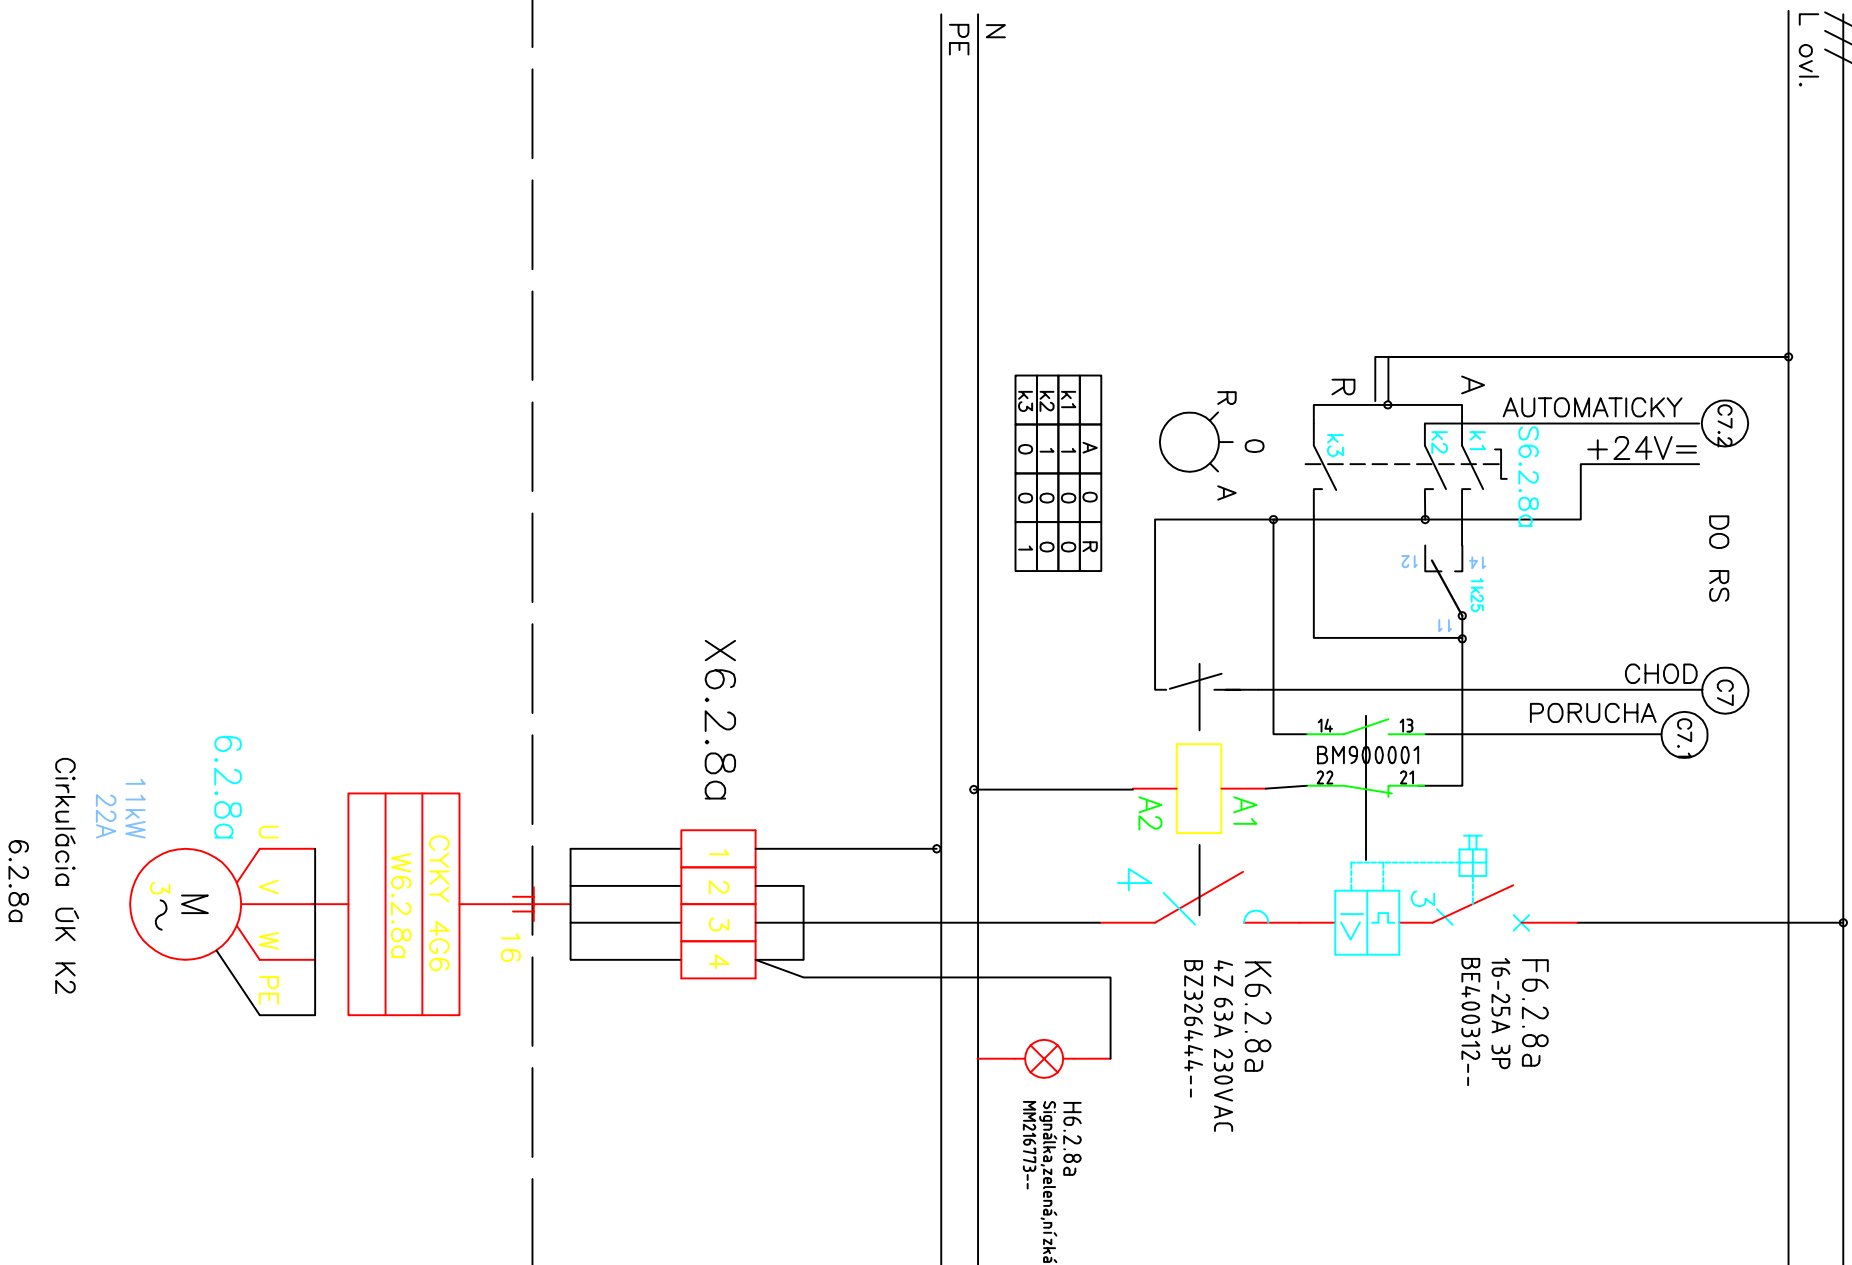 L ovl.
N
PE
AUTOMATICKY
C7.2
+24V=
S6.2.8a
A
R
k1
k2
k3
R
0
A
A 0 R
k1 1 0 0
k2 1 0 0
k3 0 0 1
DO RS
14
12
1k25
11
CHOD
C7
PORUCHA
C7.1
14
13
BM900001
22
21
A1
A2
3
4
F6.2.8a
16-25A 3P
BE400312--
K6.2.8a
4Z 63A 230VAC
BZ326444--
H6.2.8a
Signálka,zelená,nízká
MM216773--
X6.2.8a
1
2
3
4
16
CYKY 4G6
W6.2.8a
U
V
W
PE
M
3~
6.2.8a
11kW
22A
Cirkulácia ÚK K2
6.2.8a